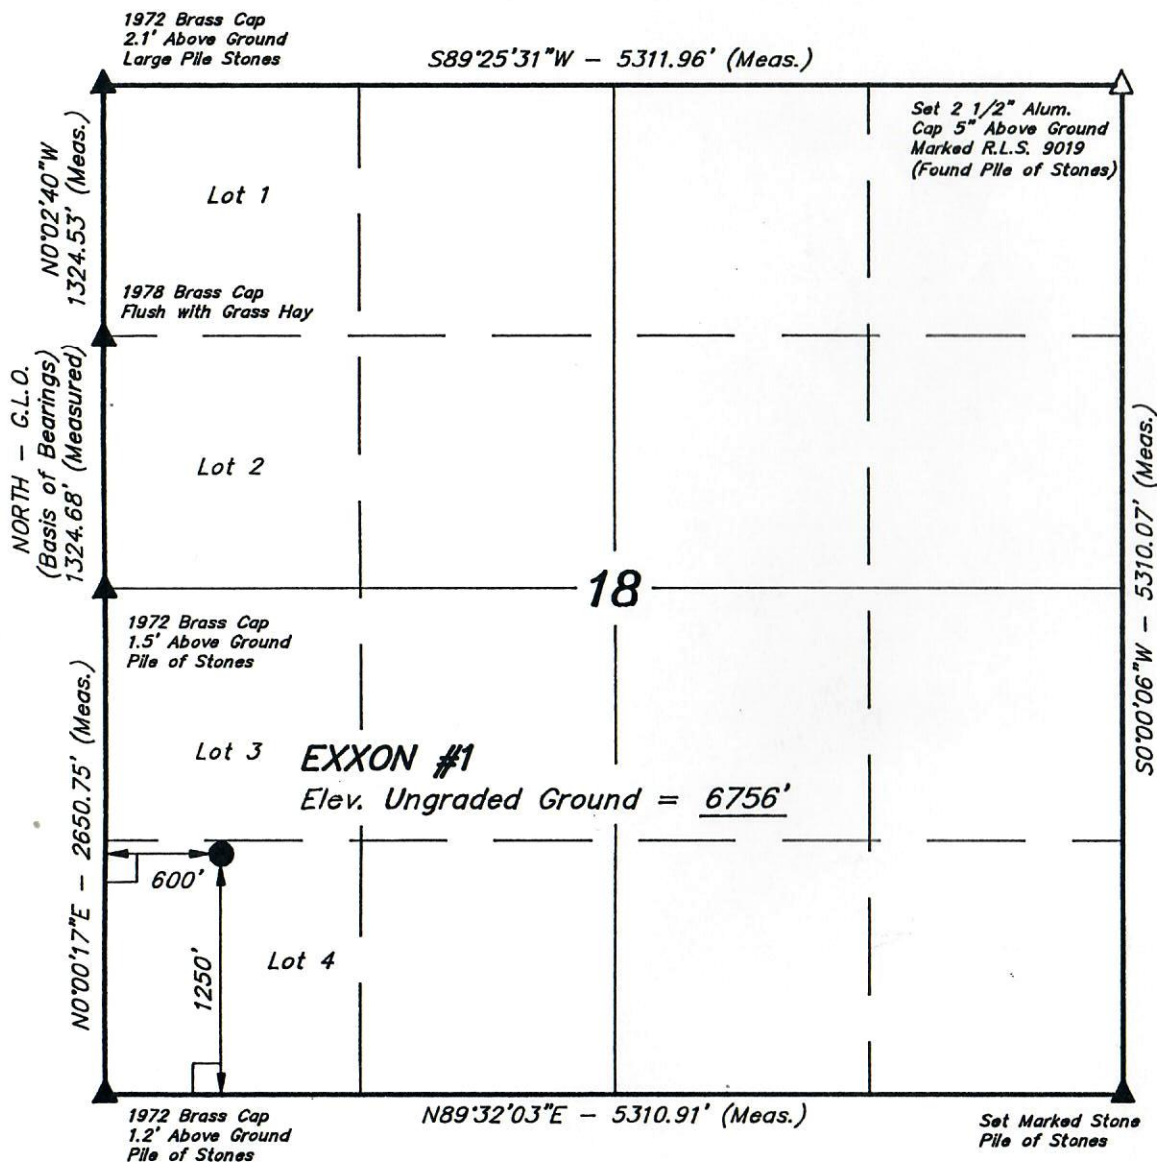 1972 Brass Cap
2.1' Above Ground
Large Pile Stones
S89°25'31"W - 5311.96' (Meas.)
Set 2 1/2" Alum.
Cap 5" Above Ground
Marked R.L.S. 9019
(Found Pile of Stones)
N0°02'40"W
1324.53' (Meas.)
Lot 1
1978 Brass Cap
Flush with Grass Hay
NORTH - G.L.O.
(Basis of Bearings)
1324.68' (Measured)
Lot 2
18
S0°00'06"W - 5310.07' (Meas.)
1972 Brass Cap
1.5' Above Ground
Pile of Stones
N0°00'17"E - 2650.75' (Meas.)
Lot 3
EXXON #1
Elev. Ungraded Ground = 6756'
600'
1250'
Lot 4
1972 Brass Cap
1.2' Above Ground
Pile of Stones
N89°32'03"E - 5310.91' (Meas.)
Set Marked Stone
Pile of Stones